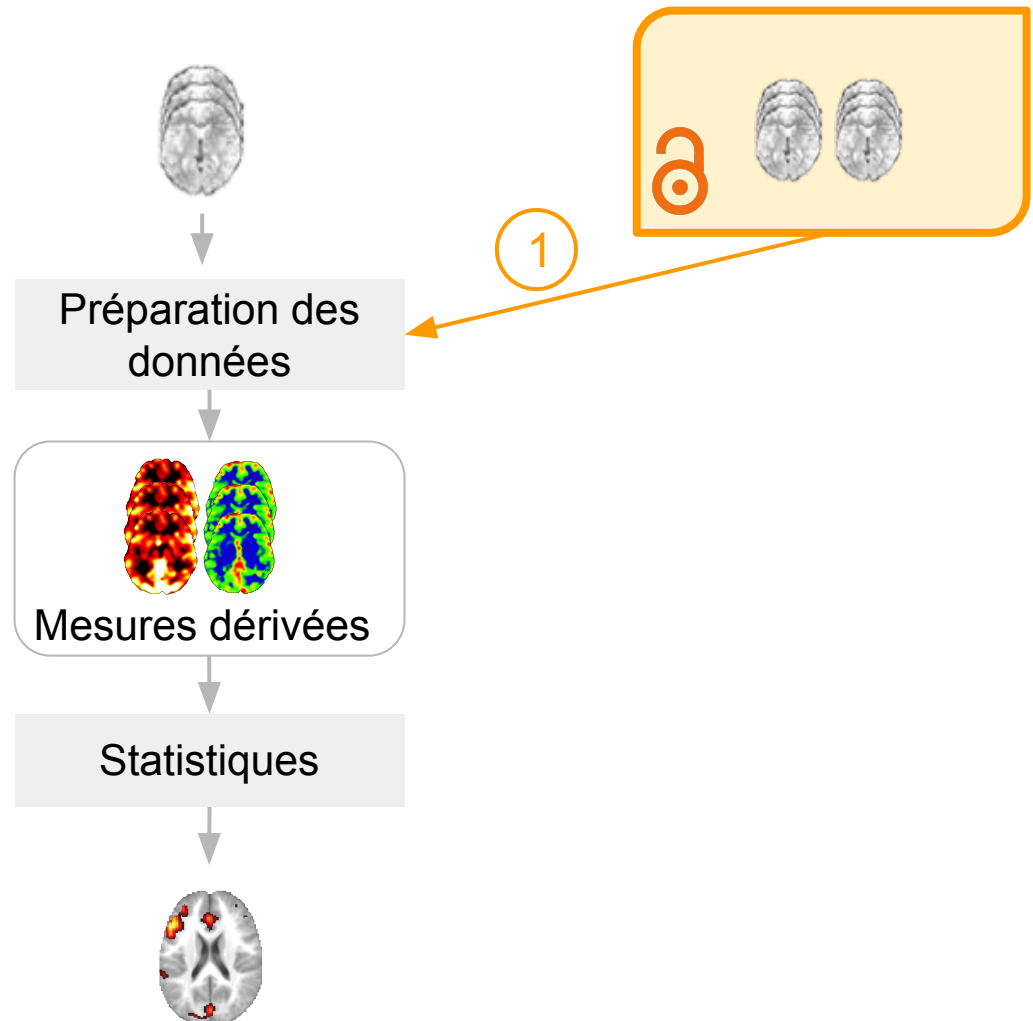 1
Préparation des
données
Mesures dérivées
Statistiques